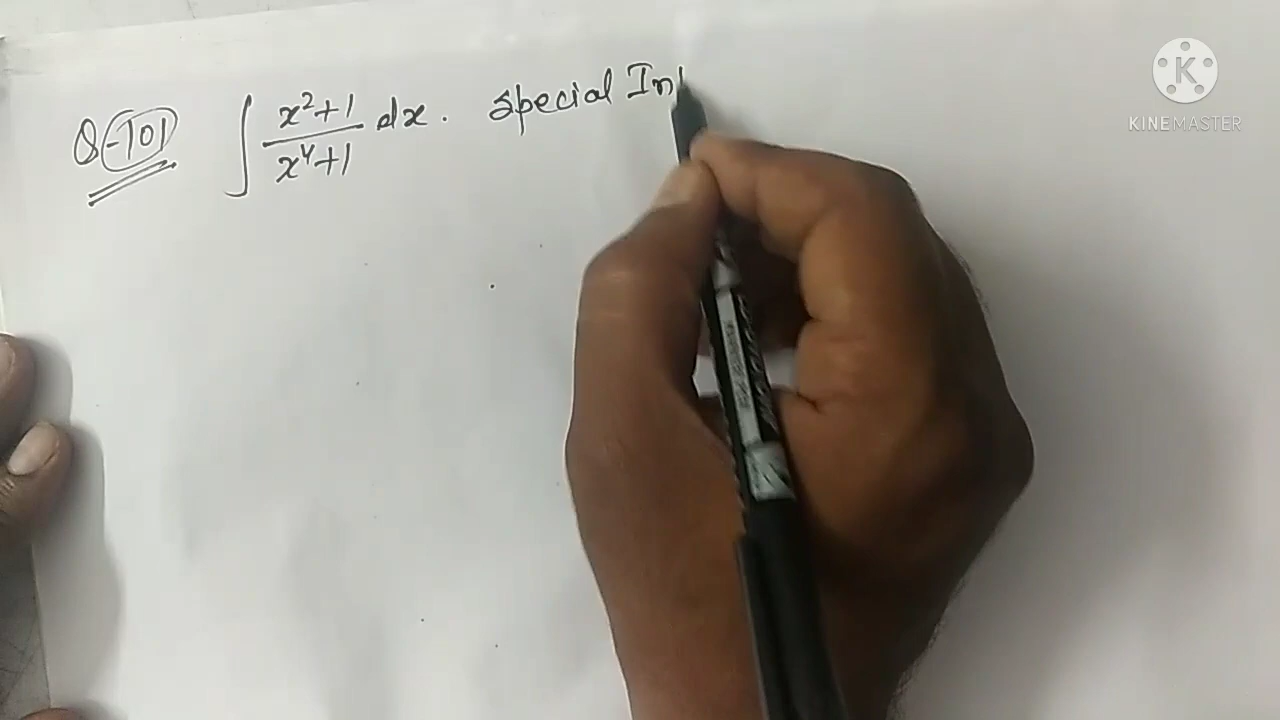 Q-101 ∫ x²+1 / x⁴+1 dx. Special In
KINEMASTER